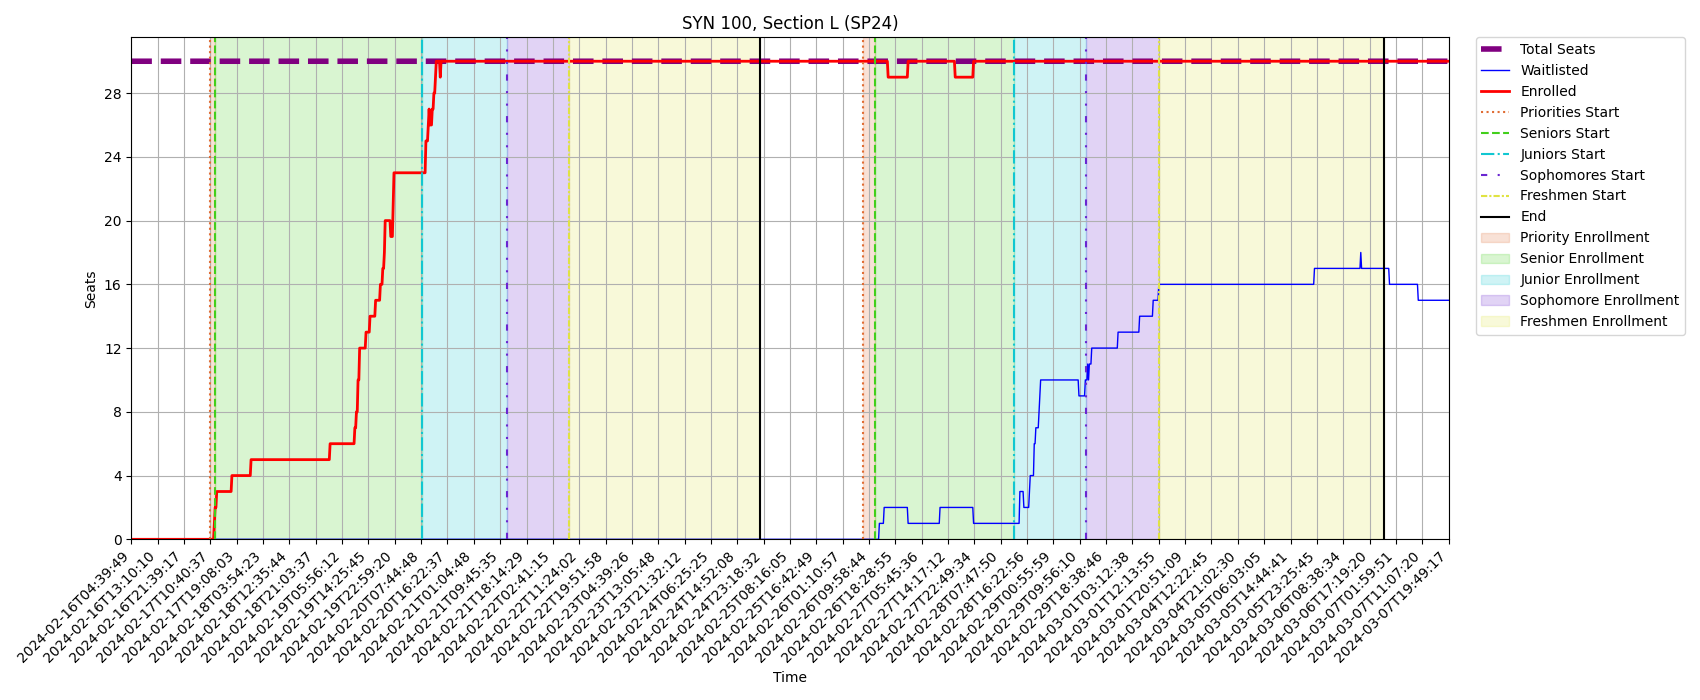 SYN 100, Section L (SP24)
Total Seats
Waitlisted
Enrolled
Priorities Start
Seniors Start
Juniors Start
Sophomores Start
Freshmen Start
End
Priority Enrollment
Senior Enrollment
Junior Enrollment
Sophomore Enrollment
Freshmen Enrollment
Seats
28
24
20
16
12
8
4
0
2024-02-16T04:39:49
2024-02-16T13:10:10
2024-02-16T21:39:17
2024-02-17T10:40:37
2024-02-17T19:08:03
2024-02-18T03:54:23
2024-02-18T12:35:44
2024-02-18T21:03:37
2024-02-19T05:56:12
2024-02-19T14:25:45
2024-02-19T22:59:20
2024-02-20T07:44:48
2024-02-20T16:22:37
2024-02-21T01:04:48
2024-02-21T09:45:35
2024-02-21T18:14:29
2024-02-22T02:41:15
2024-02-22T11:24:02
2024-02-22T19:51:58
2024-02-23T04:39:26
2024-02-23T13:05:48
2024-02-23T21:32:12
2024-02-24T06:25:25
2024-02-24T14:52:08
2024-02-24T23:18:32
2024-02-25T08:16:05
2024-02-25T16:42:49
2024-02-26T01:10:57
2024-02-26T09:58:44
2024-02-26T18:28:55
2024-02-27T05:45:36
2024-02-27T14:17:12
2024-02-27T22:49:34
2024-02-28T07:47:50
2024-02-28T16:22:56
2024-02-29T00:55:59
2024-02-29T09:56:10
2024-02-29T18:38:46
2024-03-01T03:12:38
2024-03-01T12:13:55
2024-03-01T20:51:09
2024-03-04T12:22:45
2024-03-04T21:02:30
2024-03-05T06:03:05
2024-03-05T14:44:41
2024-03-05T23:25:45
2024-03-06T08:38:34
2024-03-06T17:19:20
2024-03-07T01:59:51
2024-03-07T11:07:20
2024-03-07T19:49:17
Time